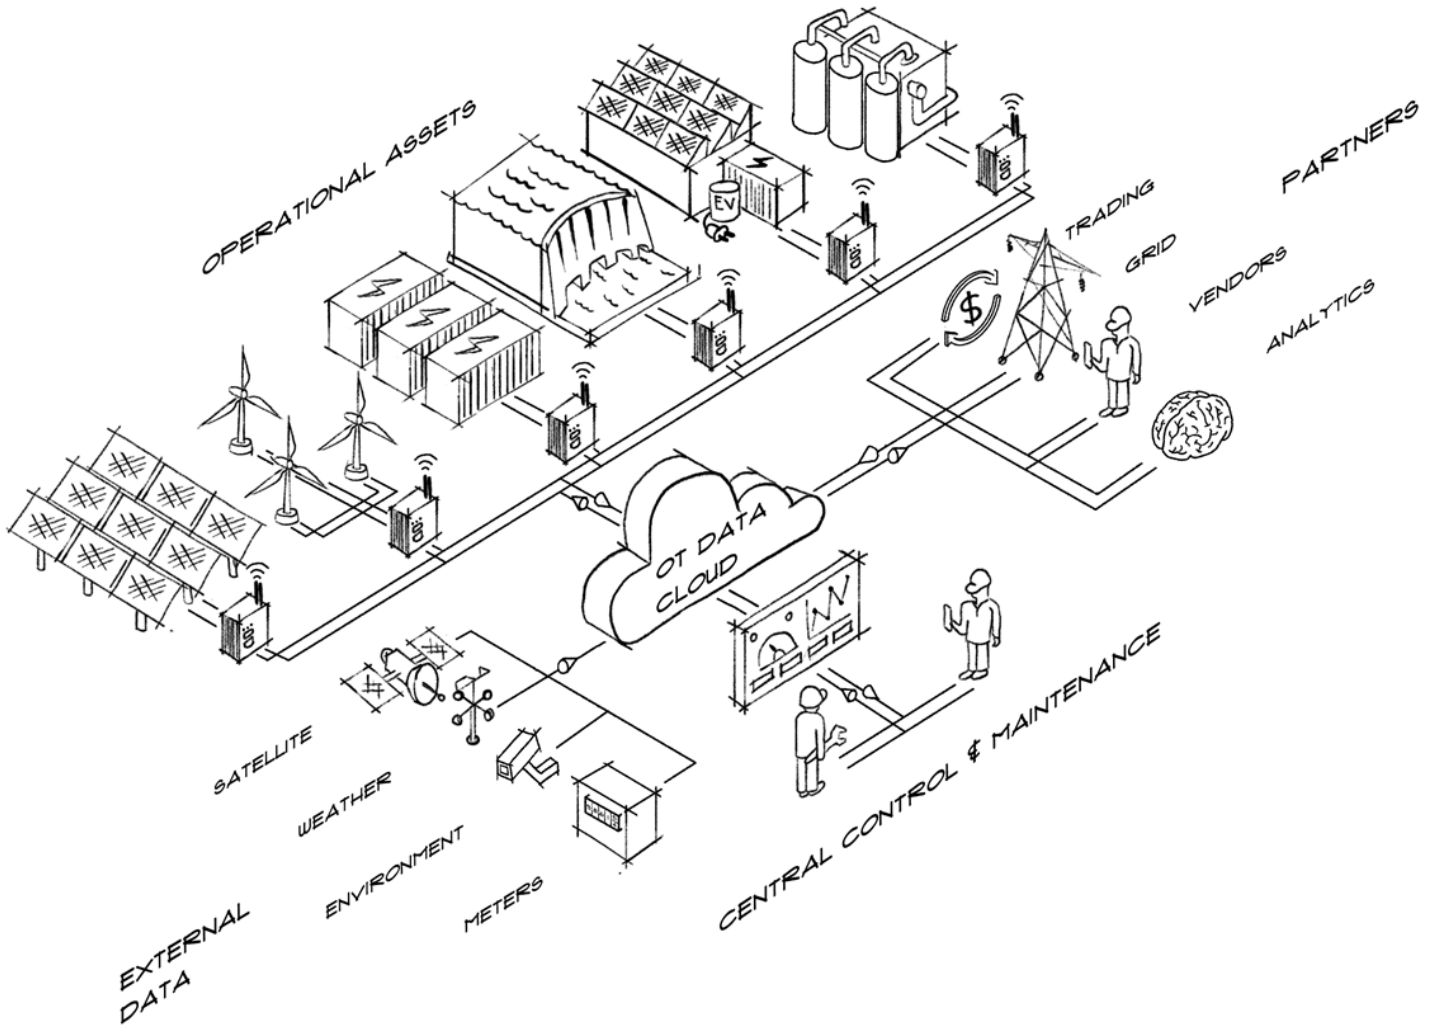 OPERATIONAL ASSETS
EV
PARTNERS
TRADING
GRID
VENDORS
ANALYTICS
$
OT DATA
CLOUD
SATELLITE
WEATHER
ENVIRONMENT
METERS
EXTERNAL
DATA
CENTRAL CONTROL & MAINTENANCE